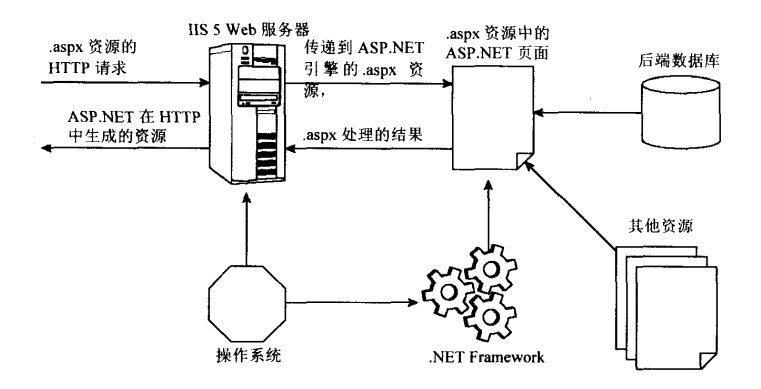 IIS 5 Web 服务器
.aspx 资源的
HTTP 请求
传递到 ASP.NET
引擎的 .aspx 资
源,
.aspx 资源中的
ASP.NET 页面
后端数据库
ASP.NET 在 HTTP
中生成的资源
.aspx 处理的结果
其他资源
操作系统
.NET Framework